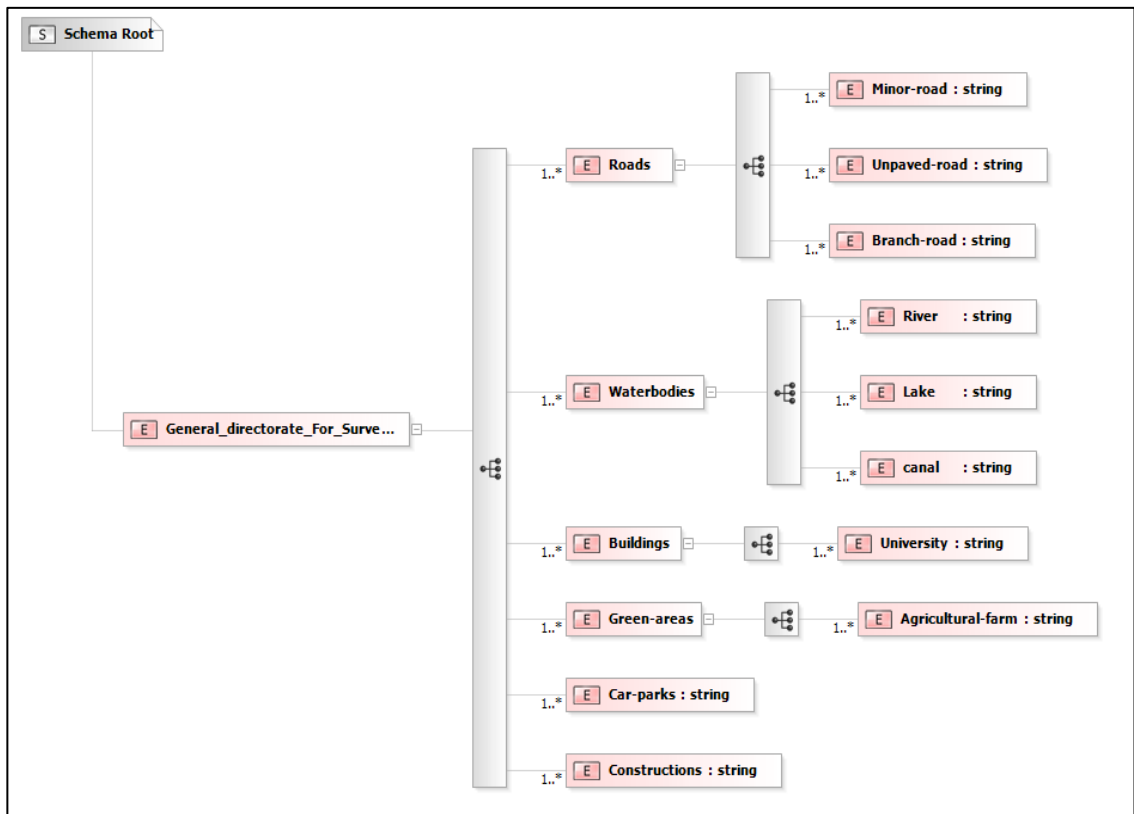 S Schema Root
1..* E Minor-road : string
1..* E Roads
1..* E Unpaved-road : string
1..* E Branch-road : string
1..* E River : string
1..* E Waterbodies
1..* E Lake : string
E General_directorate_For_Surve...
1..* E canal : string
1..* E Buildings
1..* E University : string
1..* E Green-areas
1..* E Agricultural-farm : string
1..* E Car-parks : string
1..* E Constructions : string